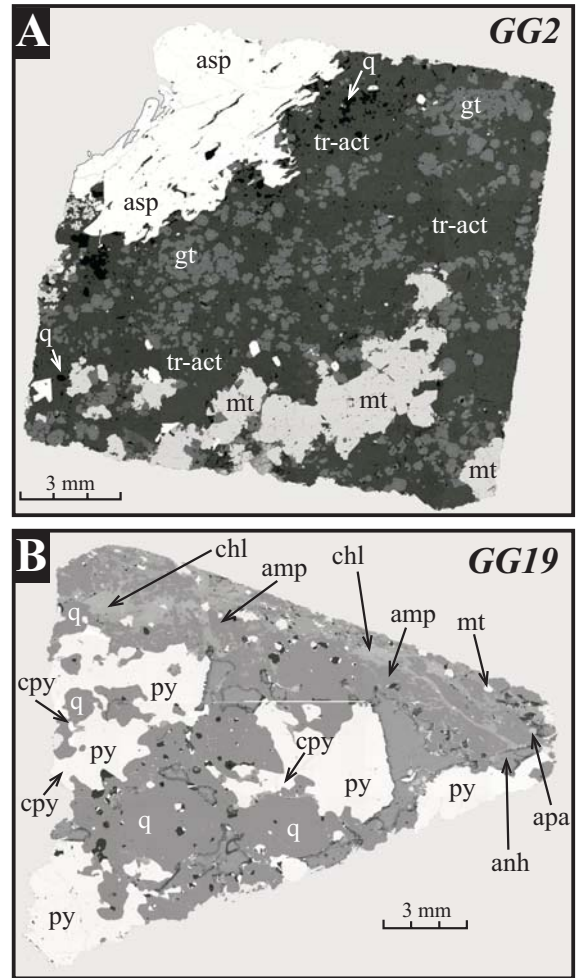 A GG2
asp
q
gt
tr-act
asp
tr-act
gt
q
tr-act
mt
mt
mt
3 mm
B GG19
chl
amp
chl
amp
mt
q
cpy
py
q
cpy
py
cpy
py
py
q
q
apa
anh
py
3 mm